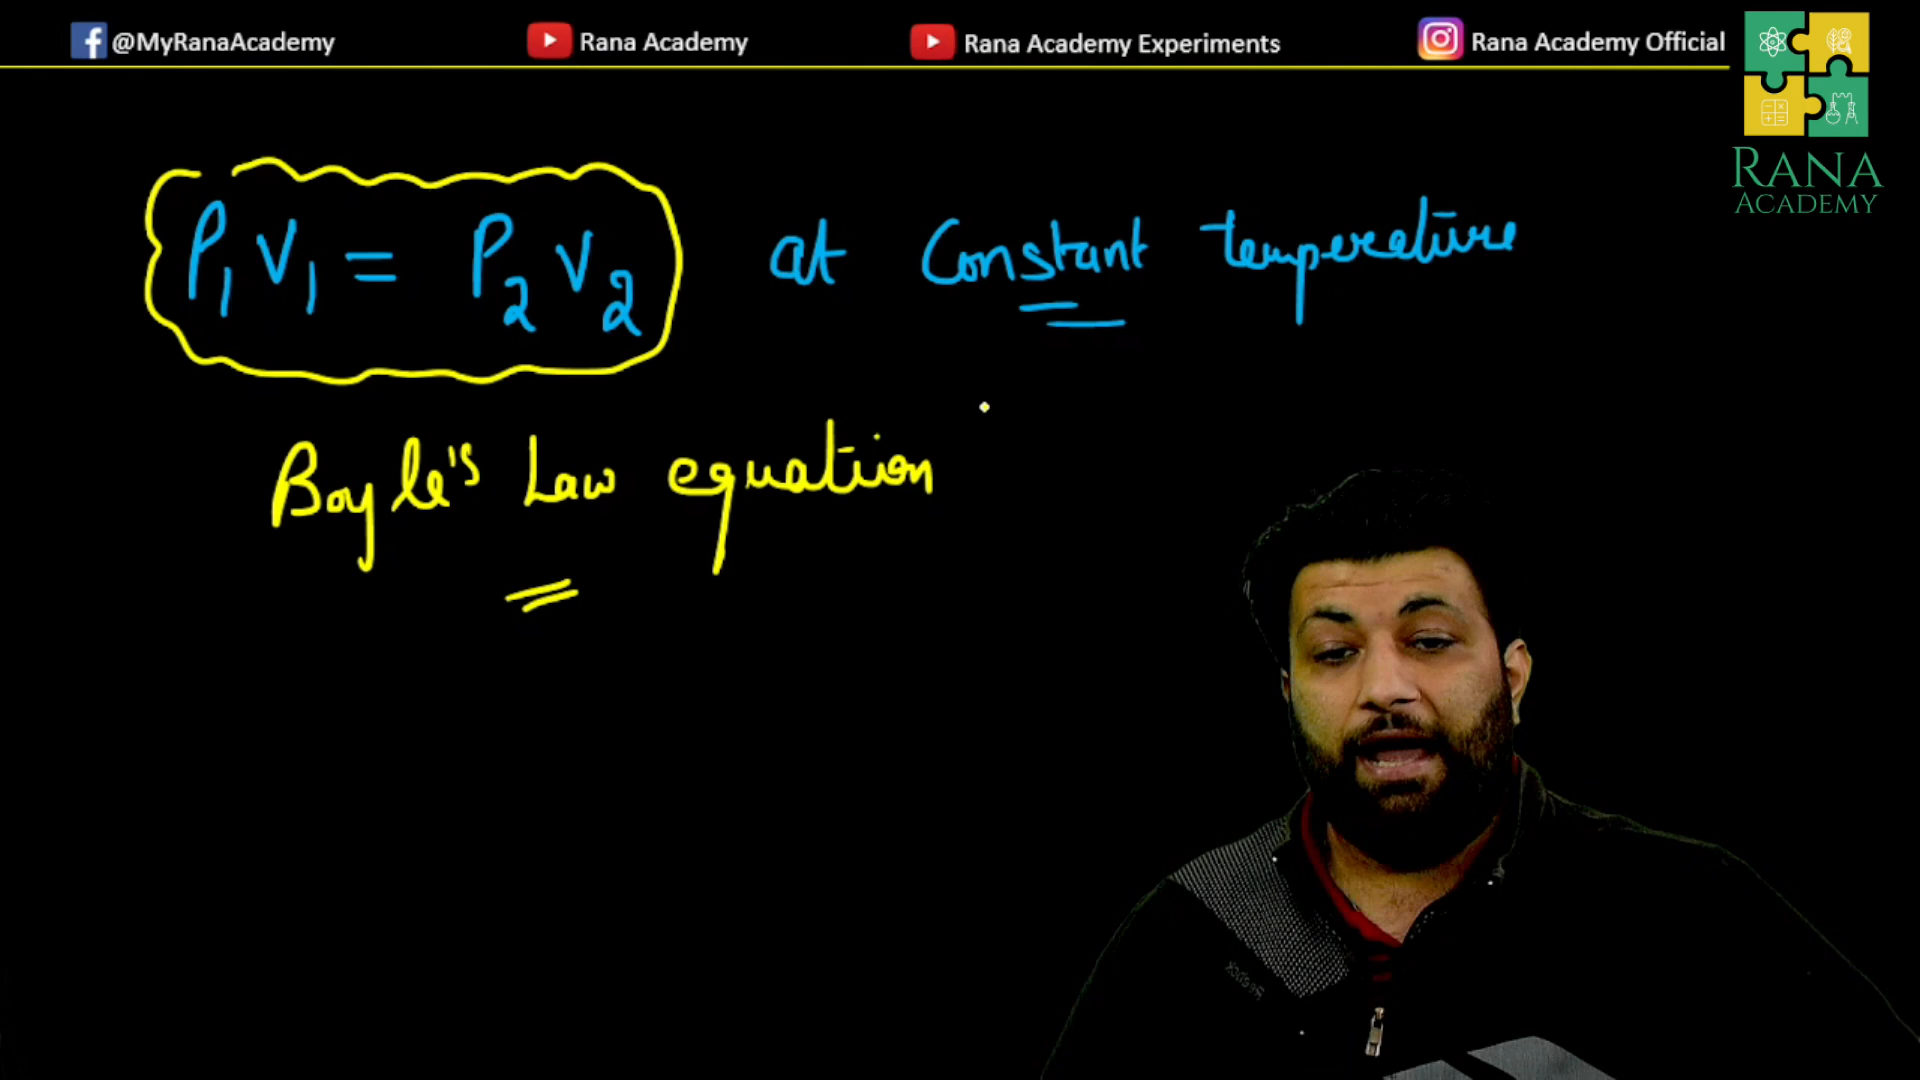 @MyRanaAcademy Rana Academy Rana Academy Experiments Rana Academy Official
RANA
ACADEMY
P₁V₁ = P₂V₂ at Constant temperature
Boyle's Law equation